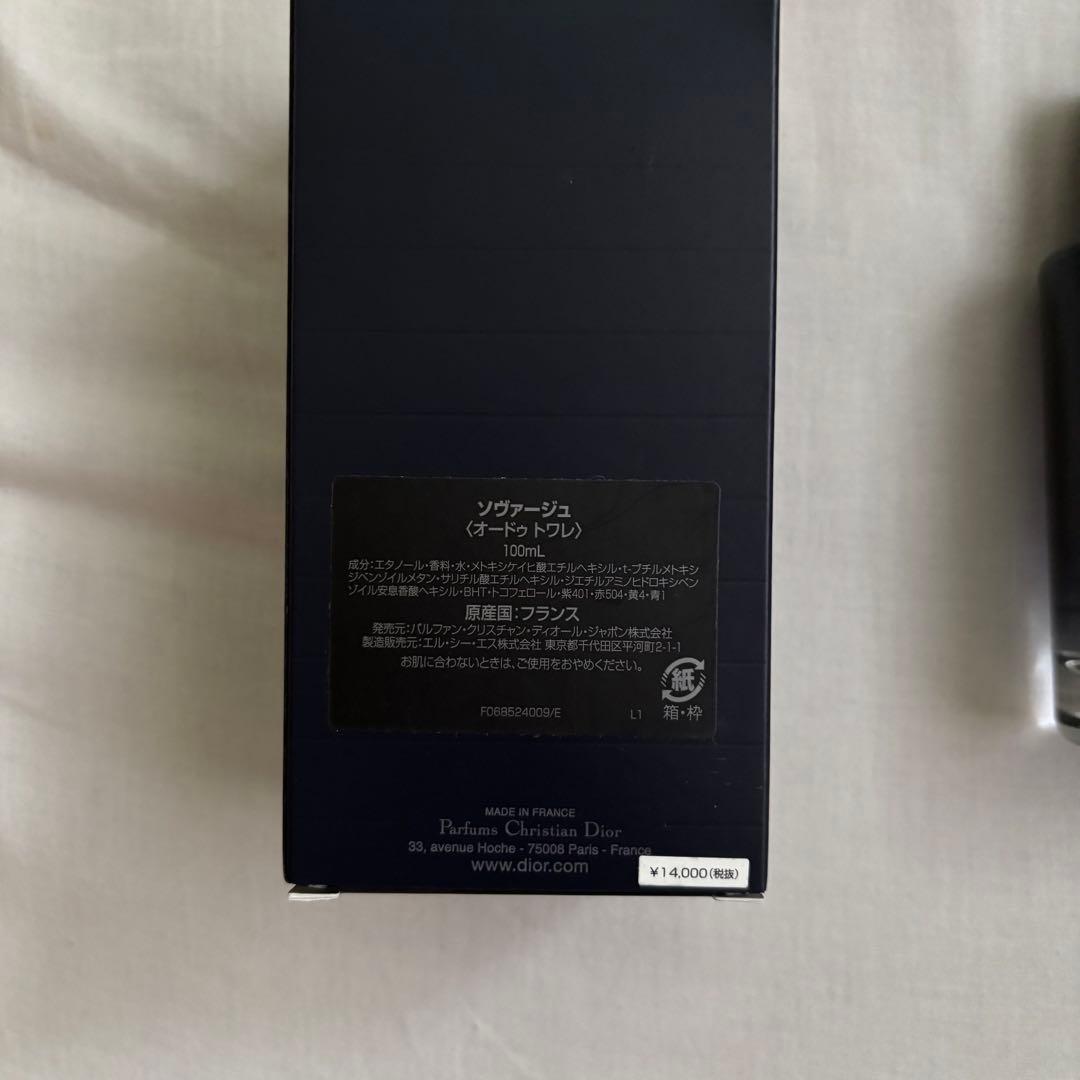 ソヴァージュ
〈オードゥ トワレ〉
100mL
成分:エタノール・香料・水・メトキシケイヒ酸エチルヘキシル・t-ブチルメトキシ
ジベンゾイルメタン・サリチル酸エチルヘキシル・ジエチルアミノヒドロキシベン
ゾイル安息香酸ヘキシル・BHT・トコフェロール・紫401・赤504・黄4・青1
原産国:フランス
発売元:パルファン・クリスチャン・ディオール・ジャポン株式会社
製造販売元:エル・シー・エス株式会社 東京都千代田区平河町2-1-1
お肌に合わないときは、ご使用をおやめください。
紙
F068524009/E L1 箱・枠
MADE IN FRANCE
Parfums Christian Dior
33, avenue Hoche - 75008 Paris - France
www.dior.com
¥14,000(税抜)